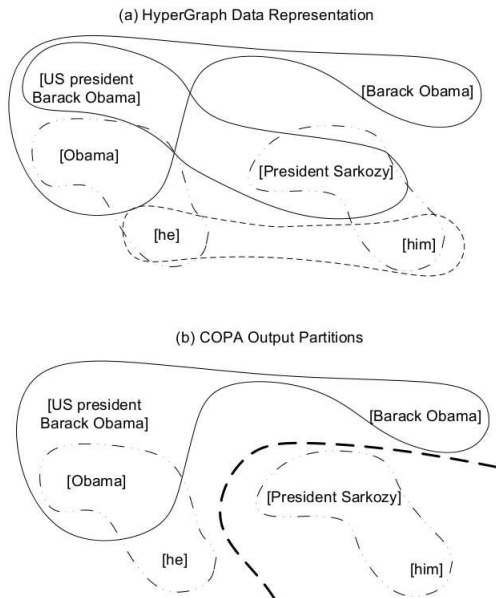 (a) HyperGraph Data Representation
[US president
Barack Obama]
[Barack Obama]
[Obama]
[President Sarkozy]
[he]
[him]
(b) COPA Output Partitions
[US president
Barack Obama]
[Barack Obama]
[Obama]
[President Sarkozy]
[he]
[him]